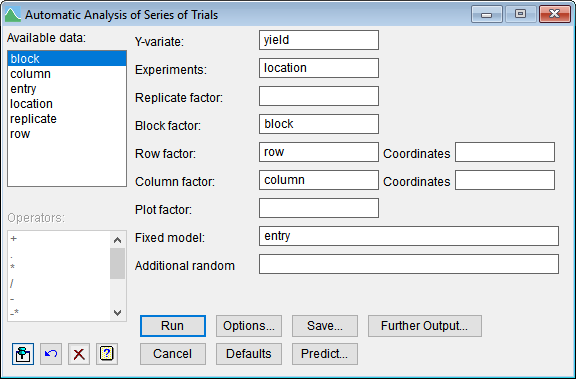 Automatic Analysis of Series of Trials
Available data:
block
column
entry
location
replicate
row
Operators:
+
.
*
/
-
-*
Y-variate: yield
Experiments: location
Replicate factor:
Block factor: block
Row factor: row Coordinates
Column factor: column Coordinates
Plot factor:
Fixed model: entry
Additional random
Run Options... Save... Further Output...
Cancel Defaults Predict...